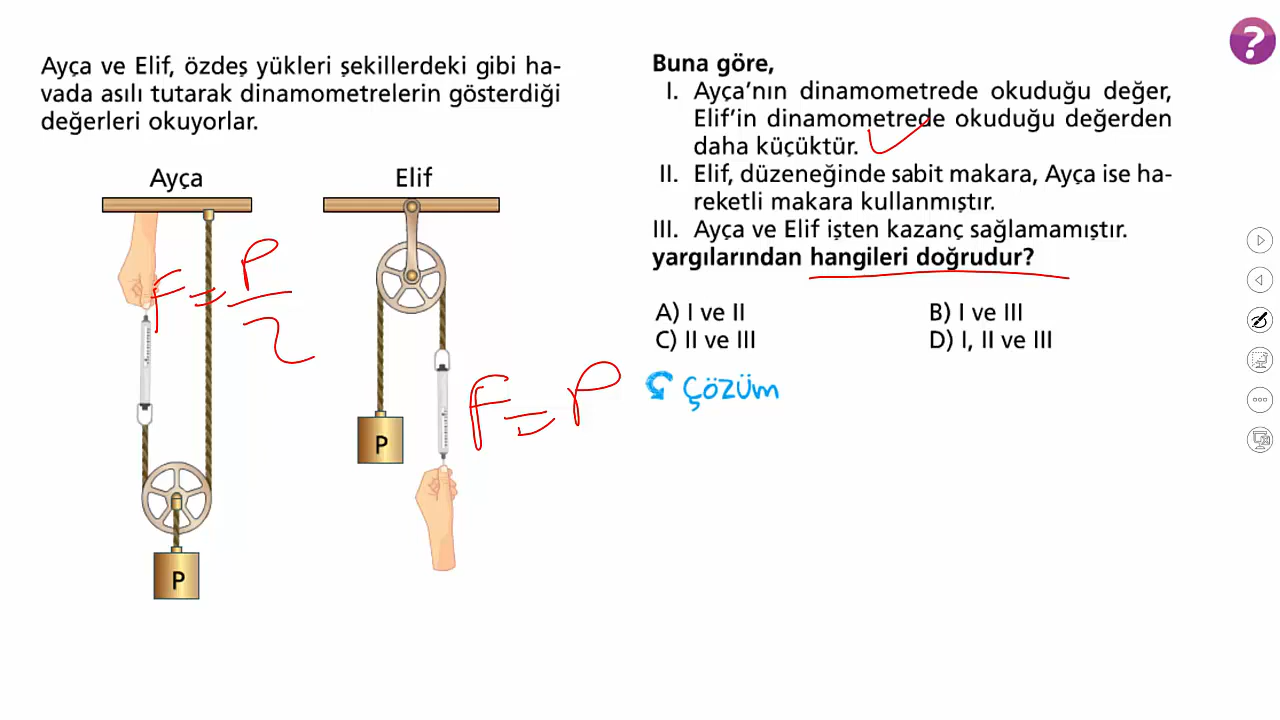 Ayça ve Elif, özdeş yükleri şekillerdeki gibi ha-
vada asılı tutarak dinamometrelerin gösterdiği
değerleri okuyorlar.
Ayça
Elif
F = P/2
F = P
P
P
Buna göre,
I. Ayça’nın dinamometrede okuduğu değer,
Elif’in dinamometrede okuduğu değerden
daha küçüktür.
II. Elif, düzeneğinde sabit makara, Ayça ise ha-
reketli makara kullanmıştır.
III. Ayça ve Elif işten kazanç sağlamamıştır.
yargılarından hangileri doğrudur?
A) I ve II
B) I ve III
C) II ve III
D) I, II ve III
Çözüm
?